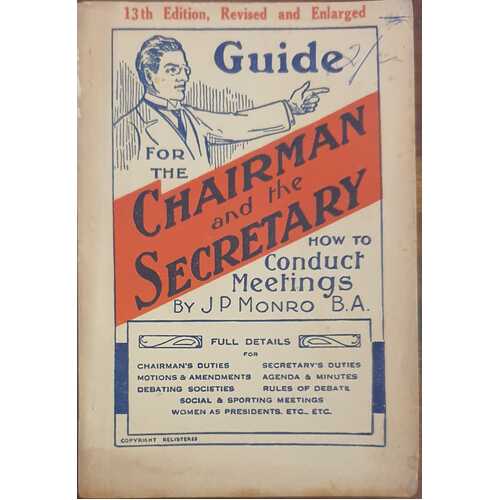 13th Edition, Revised and Enlarged
Guide
FOR
THE
CHAIRMAN
and the
SECRETARY
HOW TO
Conduct
Meetings
BY J P MONRO B.A.
FULL DETAILS
FOR
CHAIRMAN'S DUTIES SECRETARY'S DUTIES
MOTIONS & AMENDMENTS AGENDA & MINUTES
DEBATING SOCIETIES RULES OF DEBATE
SOCIAL & SPORTING MEETINGS
WOMEN AS PRESIDENTS. ETC., ETC.
COPYRIGHT REGISTERED